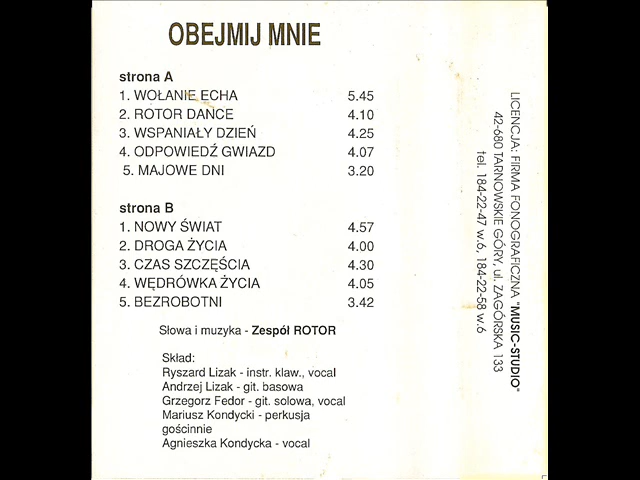 OBEJMIJ MNIE
strona A
1. WOŁANIE ECHA 5.45
2. ROTOR DANCE 4.10
3. WSPANIAŁY DZIEŃ 4.25
4. ODPOWIEDŹ GWIAZD 4.07
5. MAJOWE DNI 3.20
strona B
1. NOWY ŚWIAT 4.57
2. DROGA ŻYCIA 4.00
3. CZAS SZCZĘŚCIA 4.30
4. WĘDRÓWKA ŻYCIA 4.05
5. BEZROBOTNI 3.42
Słowa i muzyka - Zespół ROTOR
Skład:
Ryszard Lizak - instr. klaw., vocal
Andrzej Lizak - git. basowa
Grzegorz Fedor - git. solowa, vocal
Mariusz Kondycki - perkusja
gościnnie
Agnieszka Kondycka - vocal
LICENCJA: FIRMA FONOGRAFICZNA "MUSIC-STUDIO"
42-680 TARNOWSKIE GÓRY, ul. ZAGÓRSKA 133
tel. 184-22-47 w.6, 184-22-58 w.6